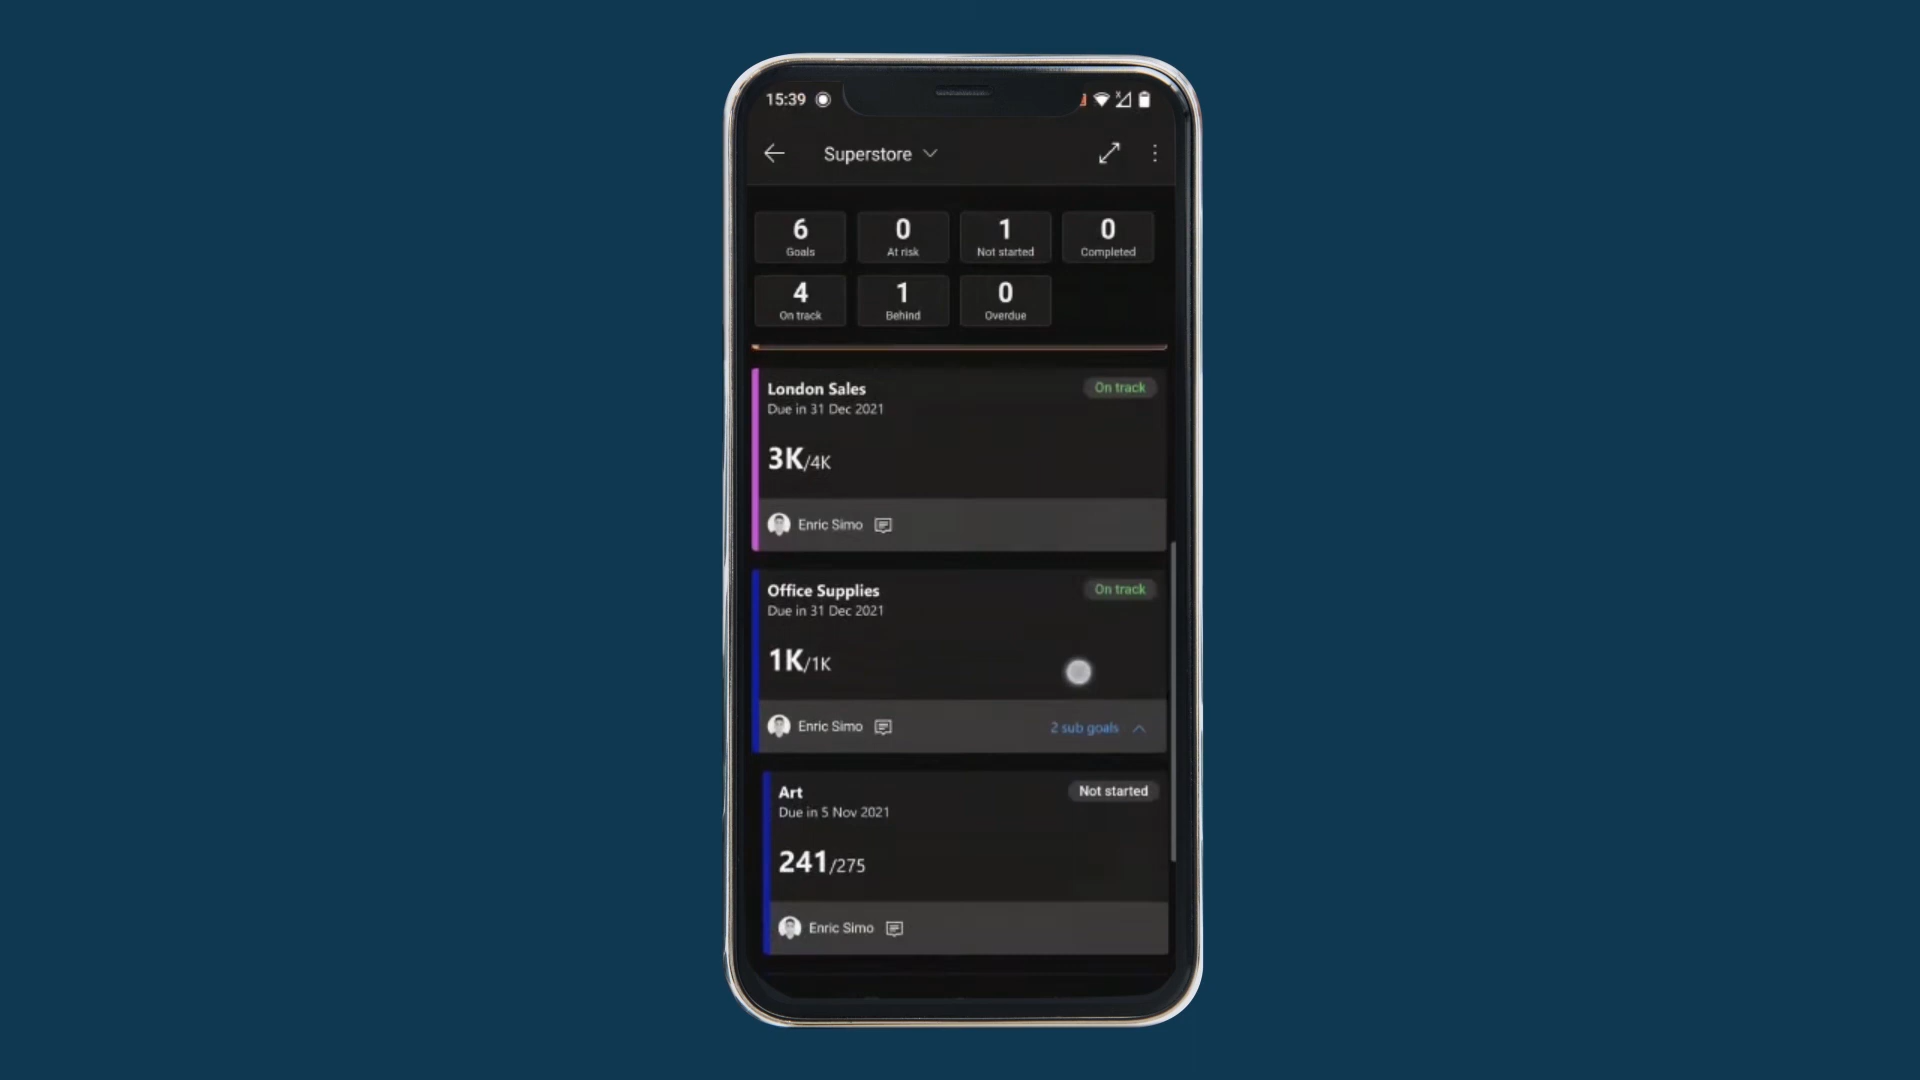 15:39
Superstore
6 0 1 0
Goals At risk Not started Completed
4 1 0
On track Behind Overdue
London Sales On track
Due in 31 Dec 2021
3K/4K
Enric Simo
Office Supplies On track
Due in 31 Dec 2021
1K/1K
Enric Simo 2 sub goals
Art Not started
Due in 5 Nov 2021
241/275
Enric Simo